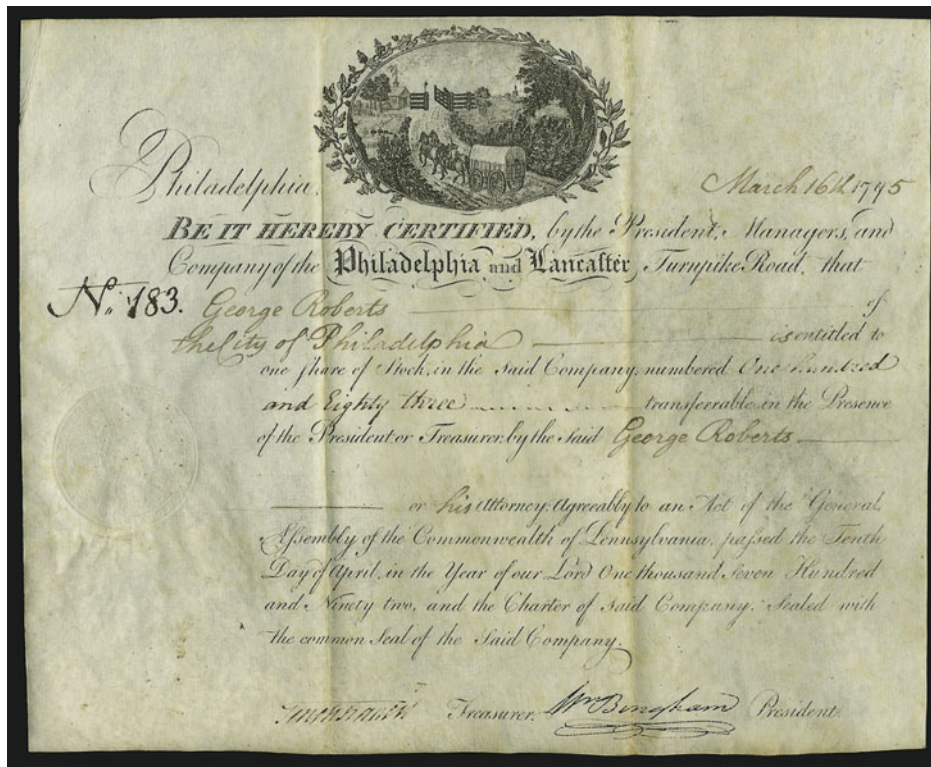 Philadelphia, March 16th 1795
BE IT HEREBY CERTIFIED, by the President, Managers, and
Company of the Philadelphia and Lancaſter Turnpike Road, that
No. 183. George Roberts of
the City of Philadelphia is entitled to
one ſhare of Stock, in the said Company, numbered One hundred
and Eighty three transferrable in the Presence
of the President or Treasurer by the said George Roberts
or his Attorney. Agreeably to an Act of the General
Aſsembly of the Commonwealth of Pennsylvania, paſsed the Tenth
Day of April, in the Year of our Lord One thousand Seven Hundred
and Ninety two, and the Charter of said Company. Sealed with
the common Seal of the Said Company.
Treasurer. Wm Bingham President.